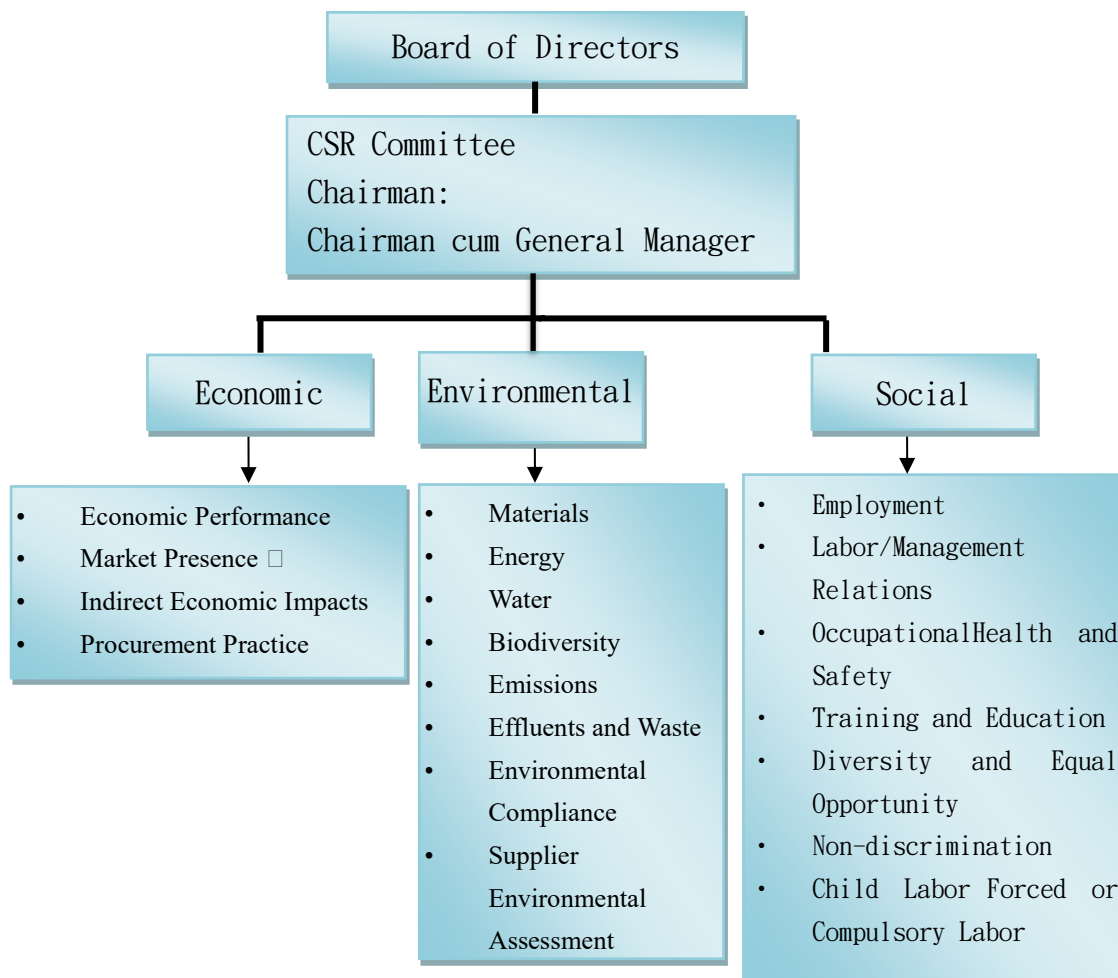 Board of Directors
CSR Committee
Chairman:
Chairman cum General Manager
Economic
Environmental
Social
• Economic Performance
• Market Presence □
• Indirect Economic Impacts
• Procurement Practice
• Materials
• Energy
• Water
• Biodiversity
• Emissions
• Effluents and Waste
• Environmental
Compliance
• Supplier
Environmental
Assessment
• Employment
• Labor/Management
Relations
• OccupationalHealth and
Safety
• Training and Education
• Diversity and Equal
Opportunity
• Non-discrimination
• Child Labor Forced or
Compulsory Labor